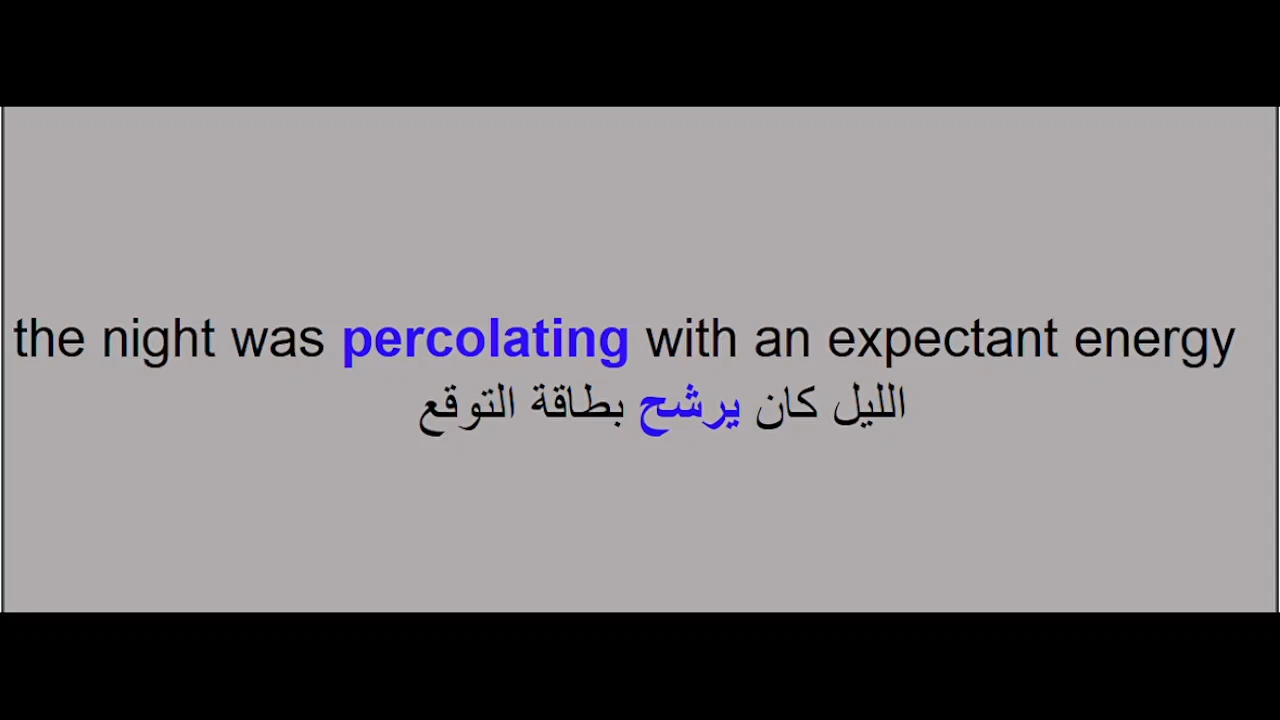 the night was percolating with an expectant energy
الليل كان يرشح بطاقة التوقع